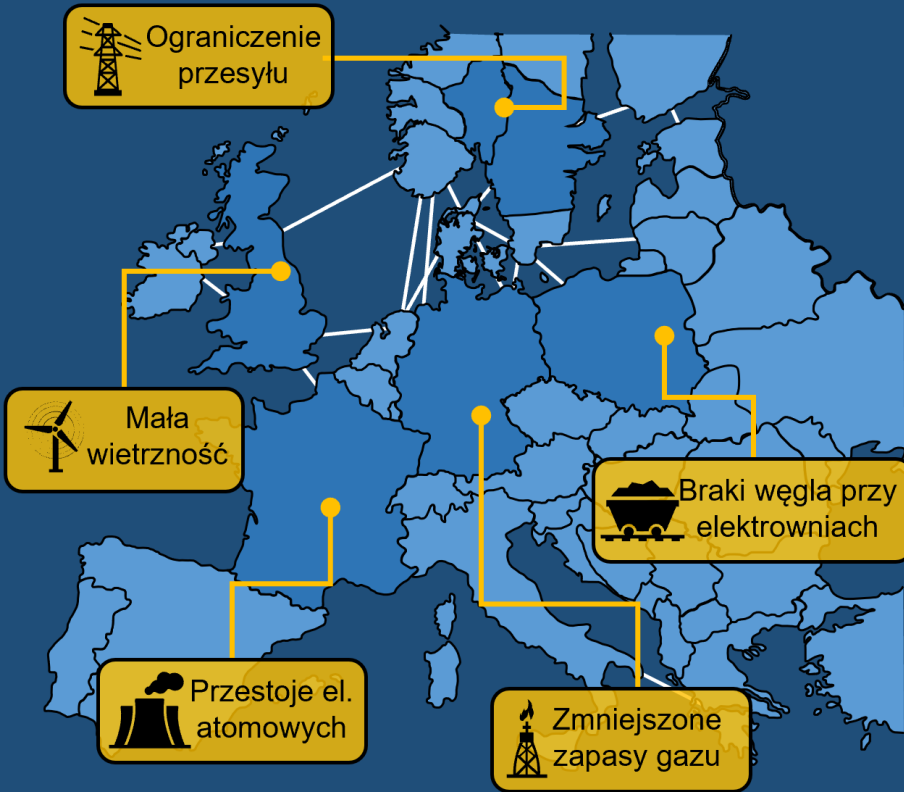 Ograniczenie
przesyłu
Mała
wietrzność
Braki węgla przy
elektrowniach
Przestoje el.
atomowych
Zmniejszone
zapasy gazu